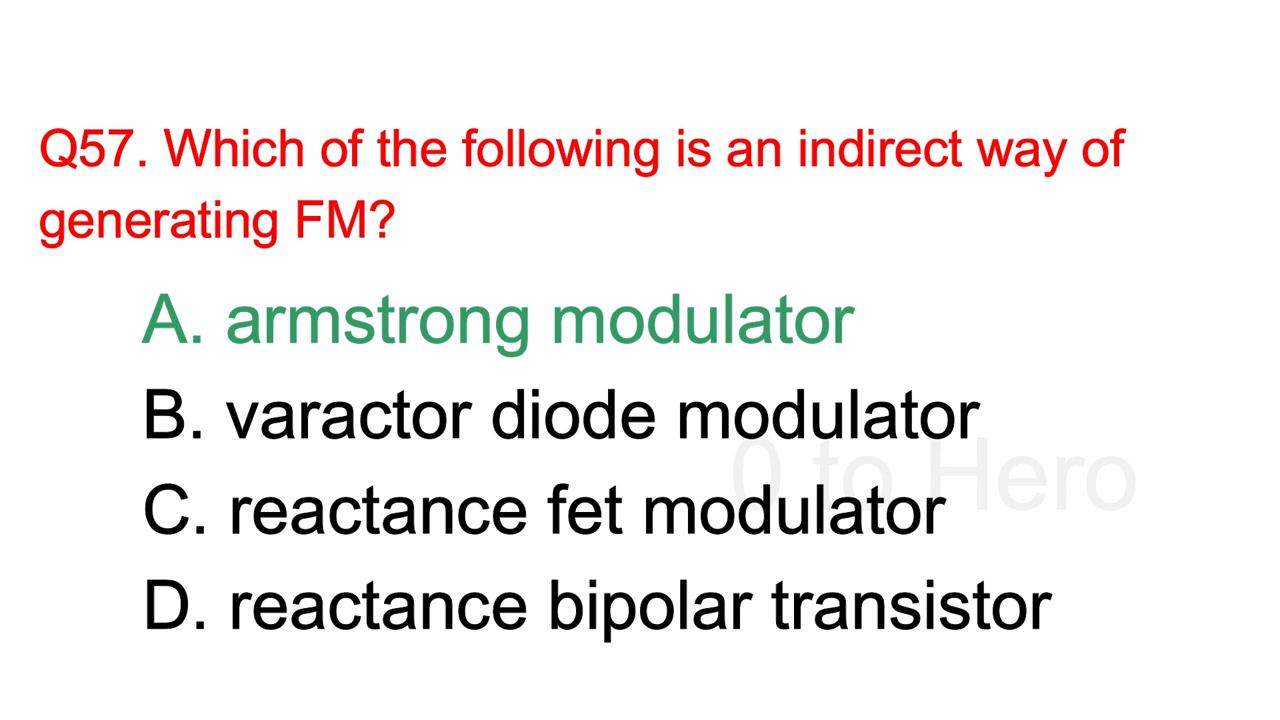 Q57. Which of the following is an indirect way of
generating FM?
A. armstrong modulator
B. varactor diode modulator
0 to Hero
C. reactance fet modulator
D. reactance bipolar transistor